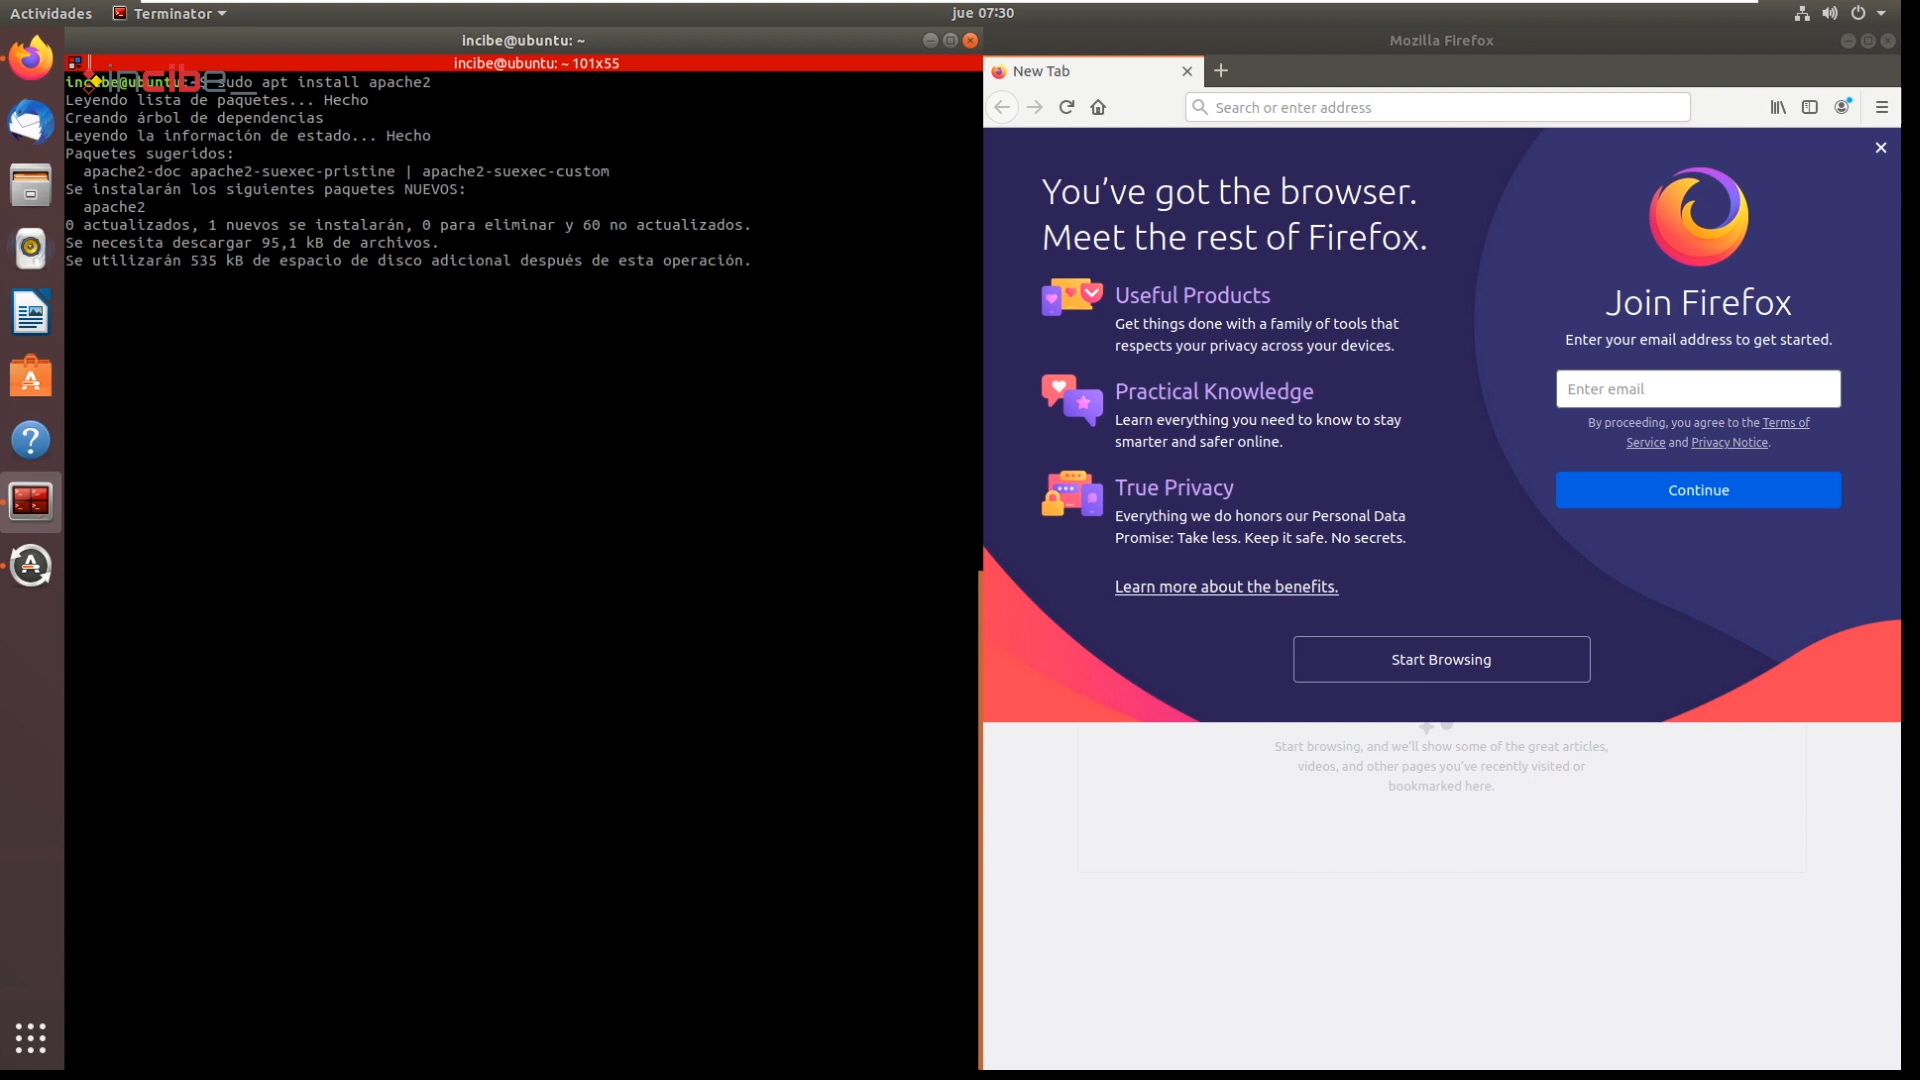 Actividades
Terminator
jue 07:30
incibe@ubuntu: ~
incibe@ubuntu: ~ 101x55
incibe
incibe@ubuntu:~$ sudo apt install apache2
Leyendo lista de paquetes... Hecho
Creando árbol de dependencias
Leyendo la información de estado... Hecho
Paquetes sugeridos:
apache2-doc apache2-suexec-pristine | apache2-suexec-custom
Se instalarán los siguientes paquetes NUEVOS:
apache2
0 actualizados, 1 nuevos se instalarán, 0 para eliminar y 60 no actualizados.
Se necesita descargar 95,1 kB de archivos.
Se utilizarán 535 kB de espacio de disco adicional después de esta operación.
Mozilla Firefox
New Tab
Search or enter address
You've got the browser.
Meet the rest of Firefox.
Useful Products
Get things done with a family of tools that
respects your privacy across your devices.
Practical Knowledge
Learn everything you need to know to stay
smarter and safer online.
True Privacy
Everything we do honors our Personal Data
Promise: Take less. Keep it safe. No secrets.
Learn more about the benefits.
Join Firefox
Enter your email address to get started.
Enter email
By proceeding, you agree to the Terms of
Service and Privacy Notice.
Continue
Start Browsing
Start browsing, and we'll show some of the great articles,
videos, and other pages you've recently visited or
bookmarked here.